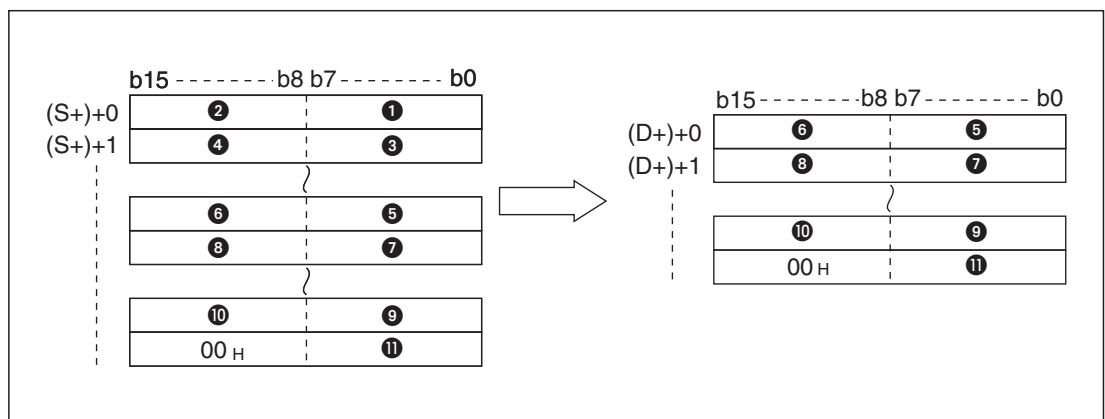 b15 - - - - - - - - b8 b7 - - - - - - - - b0
(S+)+0 ❷ ❶
(S+)+1 ❹ ❸
❻ ❺
❽ ❼
❿ ❾
00 H ⓫
b15 - - - - - - - - b8 b7 - - - - - - - - b0
(D+)+0 ❻ ❺
(D+)+1 ❽ ❼
❿ ❾
00 H ⓫